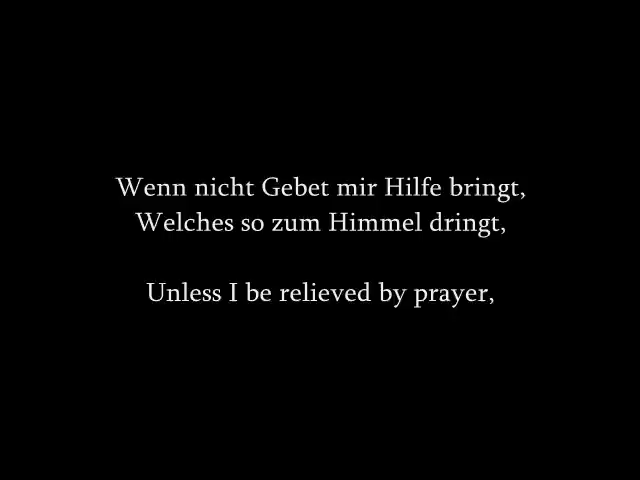 Wenn nicht Gebet mir Hilfe bringt,
Welches so zum Himmel dringt,
Unless I be relieved by prayer,